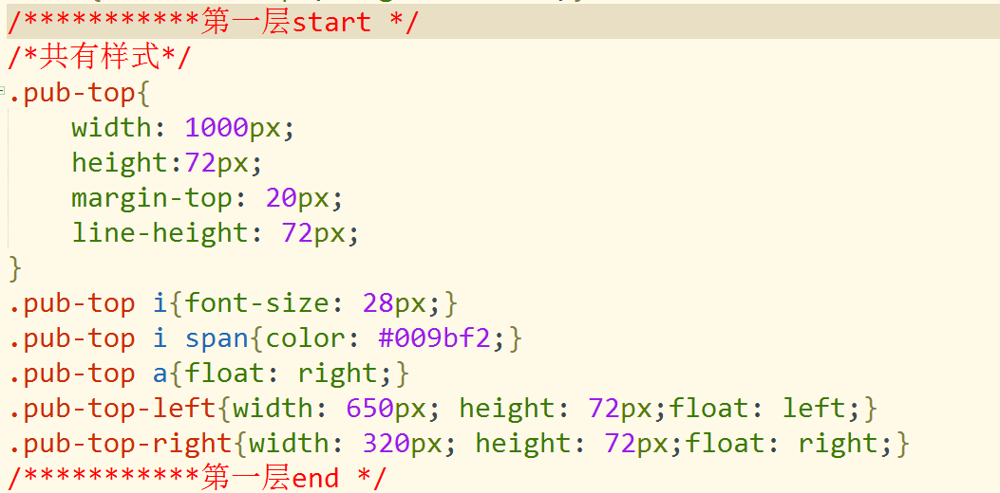 /***********第一层start */
/*共有样式*/
.pub-top{
    width: 1000px;
    height:72px;
    margin-top: 20px;
    line-height: 72px;
}
.pub-top i{font-size: 28px;}
.pub-top i span{color: #009bf2;}
.pub-top a{float: right;}
.pub-top-left{width: 650px; height: 72px;float: left;}
.pub-top-right{width: 320px; height: 72px;float: right;}
/***********第一层end */